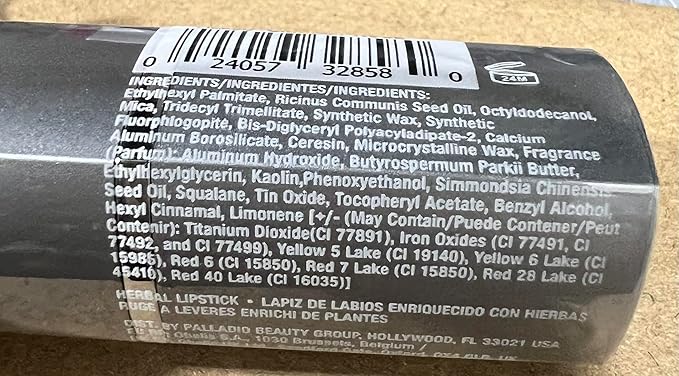 0 24057 32858 0
24M
INGREDIENTS/INGREDIENTES/INGREDIENTS:
Ethylhexyl Palmitate, Ricinus Communis Seed Oil, Octyldodecanol,
Mica, Tridecyl Trimellitate, Synthetic Wax, Synthetic
Fluorphlogopite, Bis-Diglyceryl Polyacyladipate-2, Calcium
Aluminum Borosilicate, Ceresin, Microcrystalline Wax, Fragrance
(Parfum): Aluminum Hydroxide, Butyrospermum Parkii Butter,
Ethylhexylglycerin, Kaolin,Phenoxyethanol, Simmondsia Chinensis
Seed Oil, Squalane, Tin Oxide, Tocopheryl Acetate, Benzyl Alcohol,
Hexyl Cinnamal, Limonene [+/- (May Contain/Puede Contener/Peut
Contenir): Titanium Dioxide(CI 77891), Iron Oxides (CI 77491, CI
77492, and CI 77499), Yellow 5 Lake (CI 19140), Yellow 6 Lake (CI
15985), Red 6 (CI 15850), Red 7 Lake (CI 15850), Red 28 Lake (CI
45410), Red 40 Lake (CI 16035)]
HERBAL LIPSTICK • LAPIZ DE LABIOS ENRIQUECIDO CON HIERBAS
RUGE A LEVERES ENRICHI DE PLANTES
DIST. BY PALLADIO BEAUTY GROUP, HOLLYWOOD, FL 33021 USA
Obelis S.A., 1030 Brussels, Belgium /
Oxford, OX4 UK